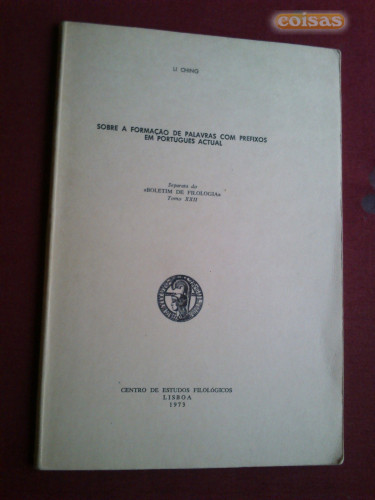 coisas
LI CHING
SOBRE A FORMAÇÃO DE PALAVRAS COM PREFIXOS
EM PORTUGUÊS ACTUAL
Separata do
«BOLETIM DE FILOLOGIA»
Tomo XXII
CENTRO DE ESTUDOS FILOLÓGICOS
LISBOA
1973